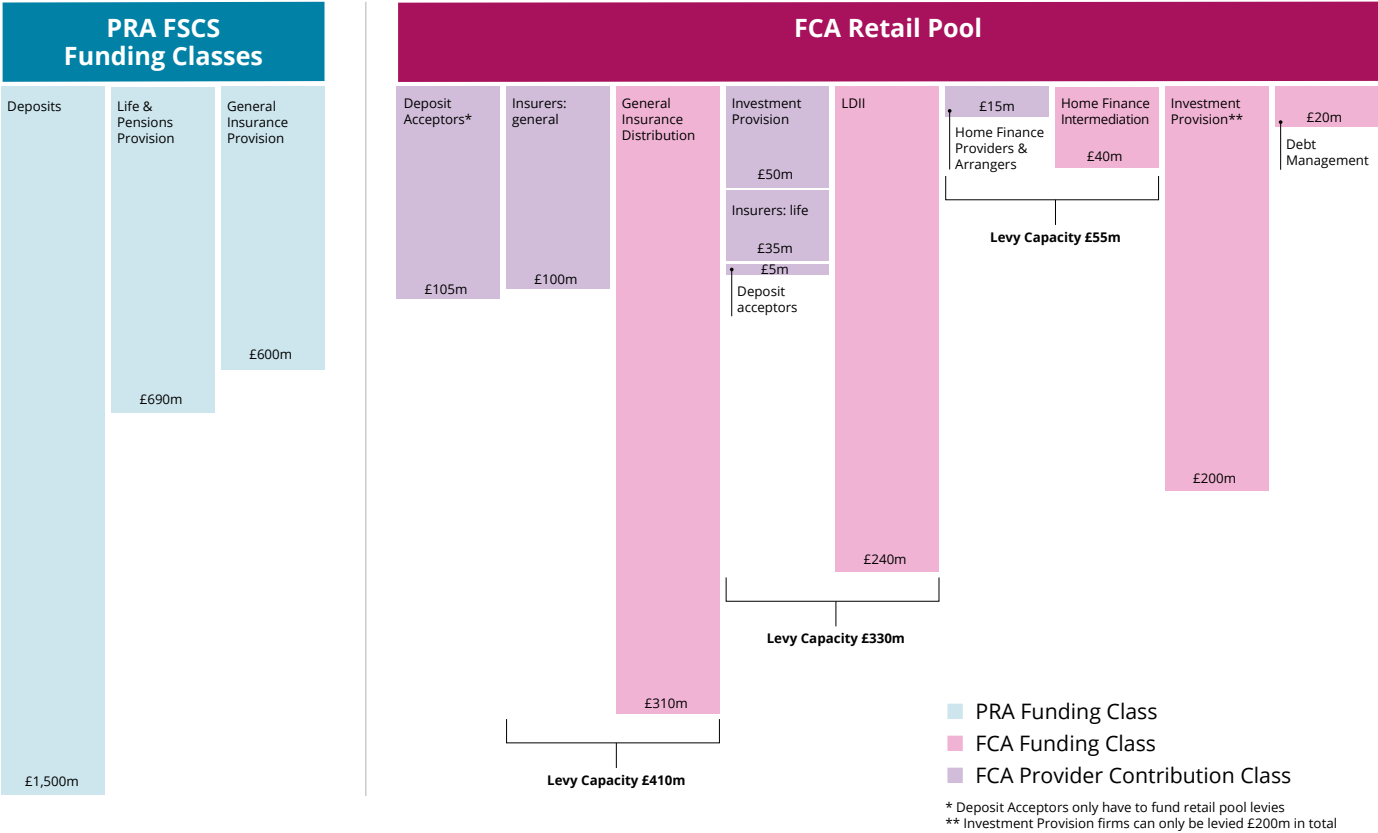 PRA FSCS
Funding Classes
FCA Retail Pool
Deposits
£1,500m
Life &
Pensions
Provision
£690m
General
Insurance
Provision
£600m
Deposit
Acceptors*
£105m
Insurers:
general
£100m
General
Insurance
Distribution
£310m
Levy Capacity £410m
Investment
Provision
£50m
Insurers: life
£35m
£5m
Deposit
acceptors
LDII
£240m
Levy Capacity £330m
£15m
Home Finance
Providers &
Arrangers
Home Finance
Intermediation
£40m
Levy Capacity £55m
Investment
Provision**
£200m
£20m
Debt
Management
PRA Funding Class
FCA Funding Class
FCA Provider Contribution Class
* Deposit Acceptors only have to fund retail pool levies
** Investment Provision firms can only be levied £200m in total